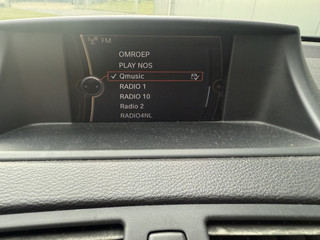 FM
OMROEP
PLAY NOS
✓ Qmusic
RADIO 1
RADIO 10
Radio 2
RADIO4NL